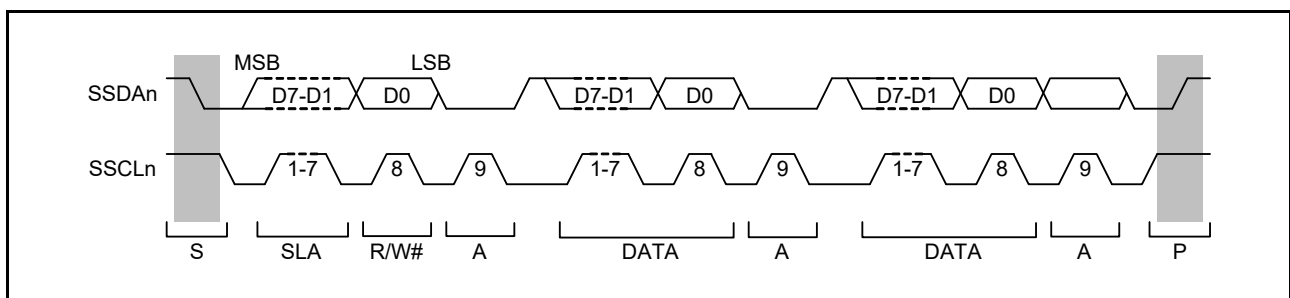 MSB LSB
SSDAn D7-D1 D0 D7-D1 D0 D7-D1 D0
SSCLn 1-7 8 9 1-7 8 9 1-7 8 9
S SLA R/W# A DATA A DATA A P